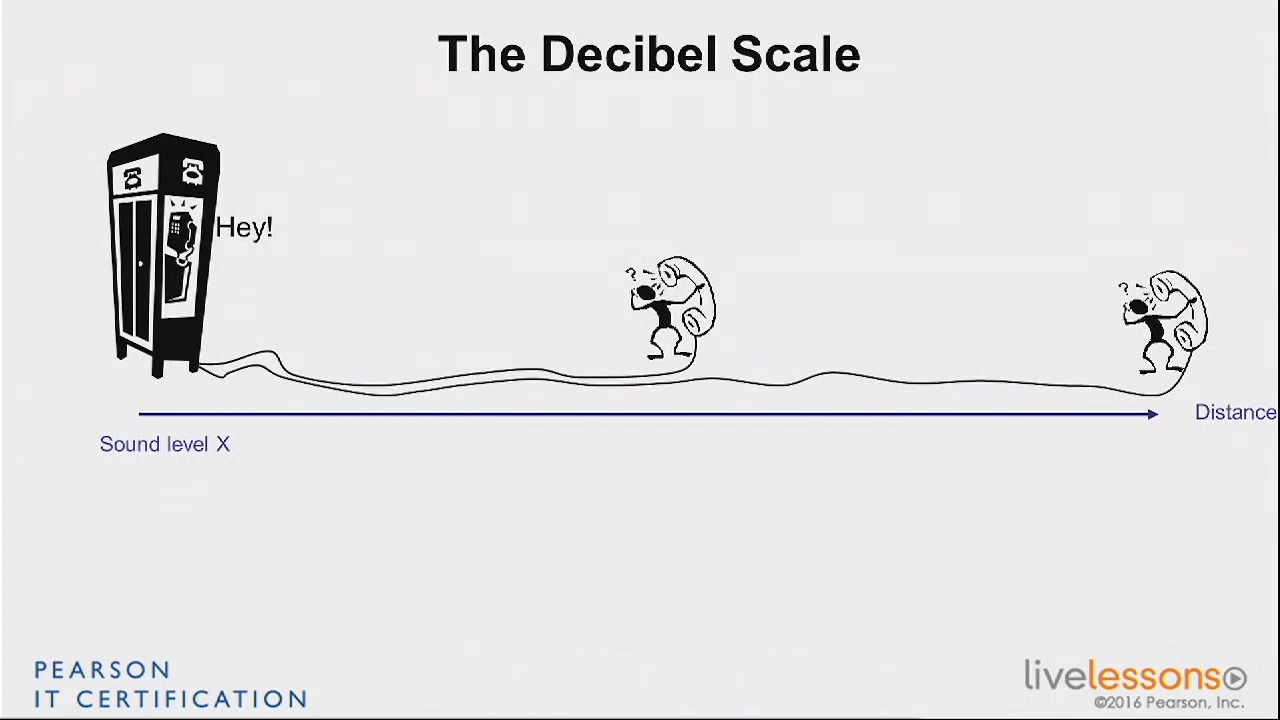 The Decibel Scale
Hey!
?
?
Distance
Sound level X
PEARSON
IT CERTIFICATION
livelessons
©2016 Pearson, Inc.